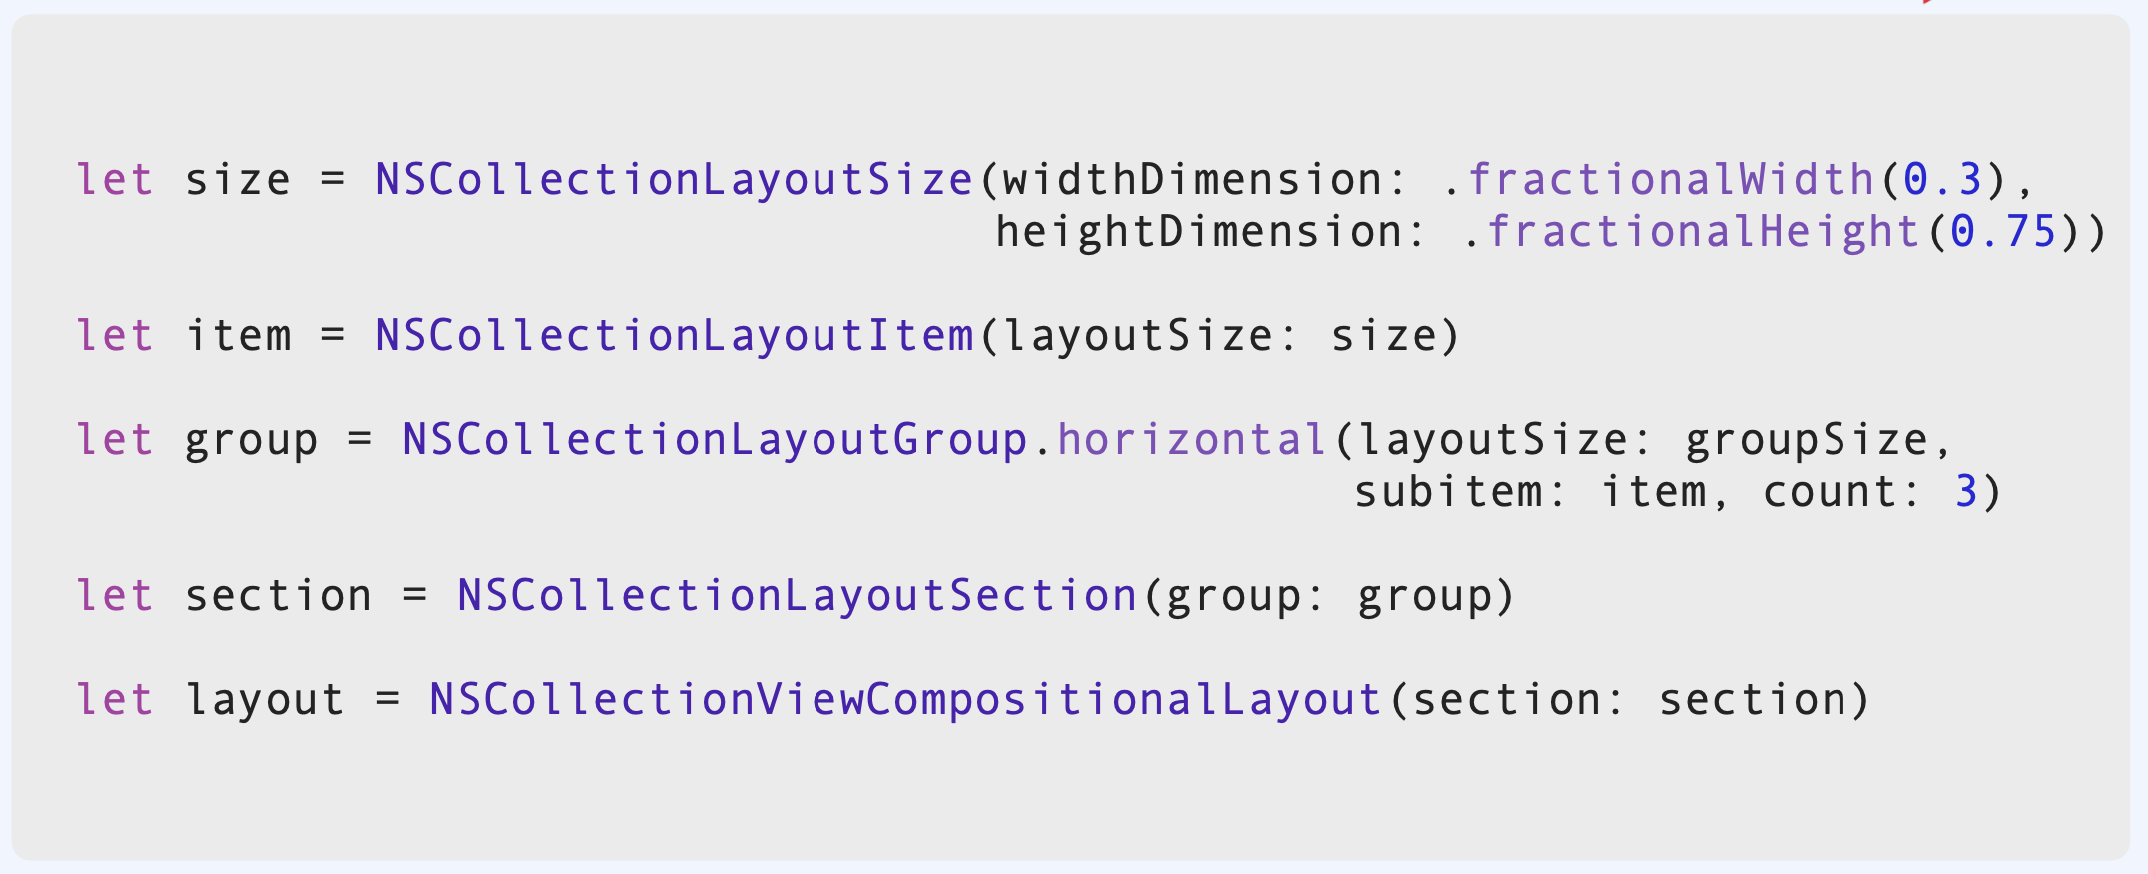 let size = NSCollectionLayoutSize(widthDimension: .fractionalWidth(0.3),
heightDimension: .fractionalHeight(0.75))
let item = NSCollectionLayoutItem(layoutSize: size)
let group = NSCollectionLayoutGroup.horizontal(layoutSize: groupSize,
subitem: item, count: 3)
let section = NSCollectionLayoutSection(group: group)
let layout = NSCollectionViewCompositionalLayout(section: section)